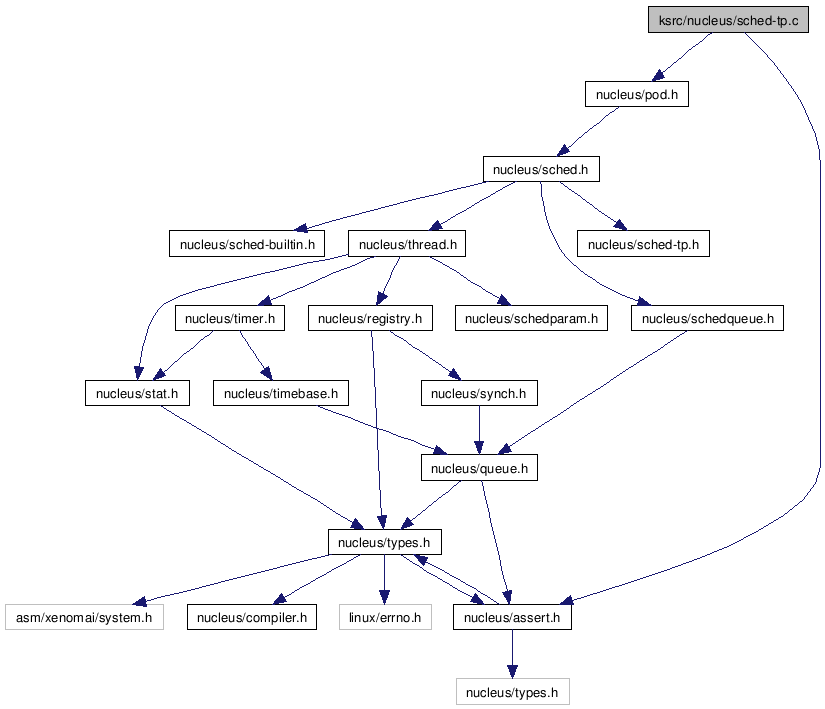 ksrc/nucleus/sched-tp.c
nucleus/pod.h
nucleus/sched.h
nucleus/sched-builtin.h
nucleus/thread.h
nucleus/sched-tp.h
nucleus/timer.h
nucleus/registry.h
nucleus/schedparam.h
nucleus/schedqueue.h
nucleus/stat.h
nucleus/timebase.h
nucleus/synch.h
nucleus/queue.h
nucleus/types.h
asm/xenomai/system.h
nucleus/compiler.h
linux/errno.h
nucleus/assert.h
nucleus/types.h